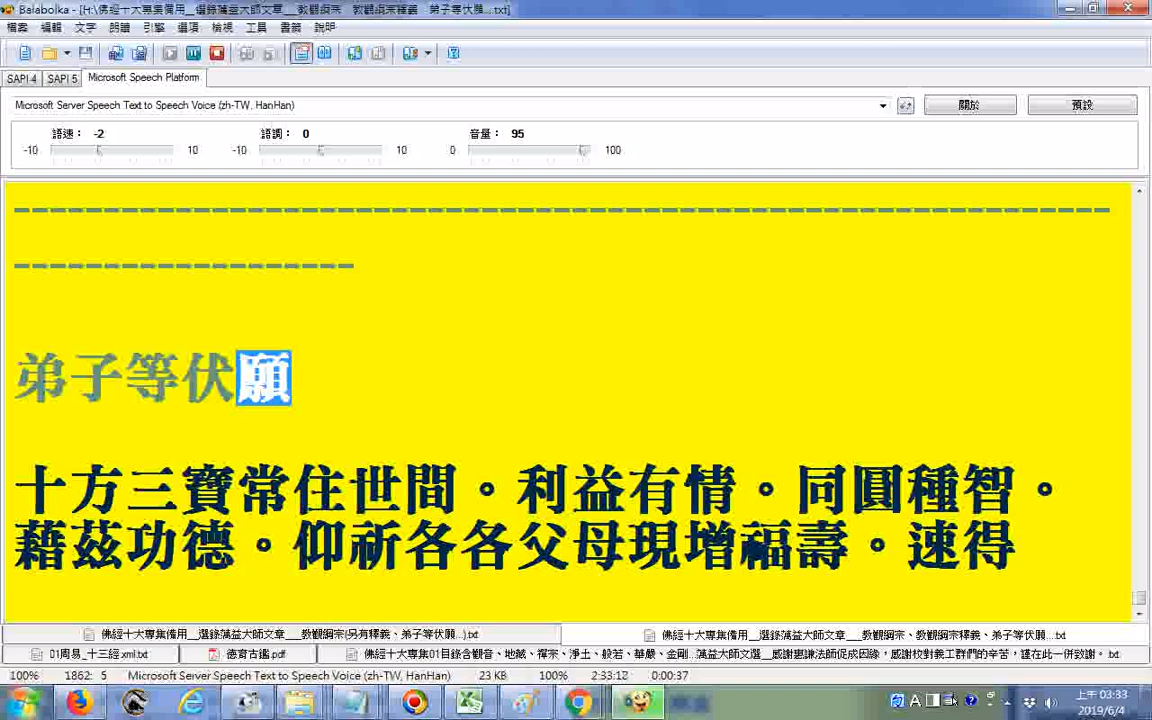 Balabolka - [H:\佛經十大專集備用__選錄蕅益大師文章___教觀綱宗、教觀綱宗釋義、弟子等伏願...txt]
檔案 編輯 文字 朗讀 引擎 選項 檢視 工具 書籤 說明
SAPI 4 SAPI 5 Microsoft Speech Platform
Microsoft Server Speech Text to Speech Voice (zh-TW, HanHan) 關於 預設
語速： -2 語調： 0 音量： 95
-10 10 -10 10 0 100
弟子等伏願
十方三寶常住世間。利益有情。同圓種智。
藉茲功德。仰祈各各父母現增福壽。速得
佛經十大專集備用__選錄蕅益大師文章___教觀綱宗(另有釋義、弟子等伏願...).txt 佛經十大專集備用__選錄蕅益大師文章___教觀綱宗、教觀綱宗釋義、弟子等伏願...txt
01周易_十三經.xml.txt 德育古鑑.pdf 佛經十大專集01目錄含觀音、地藏、禪宗、淨土、般若、華嚴、金剛...蕅益大師文選__感謝惠謙法師促成因緣，感謝校對義工群們的辛苦，謹在此一併致謝。.txt
100% 1862: 5 Microsoft Server Speech Text to Speech Voice (zh-TW, HanHan) 23 KB 100% 2:33:12 0:00:37
A 上午 03:33
2019/6/4